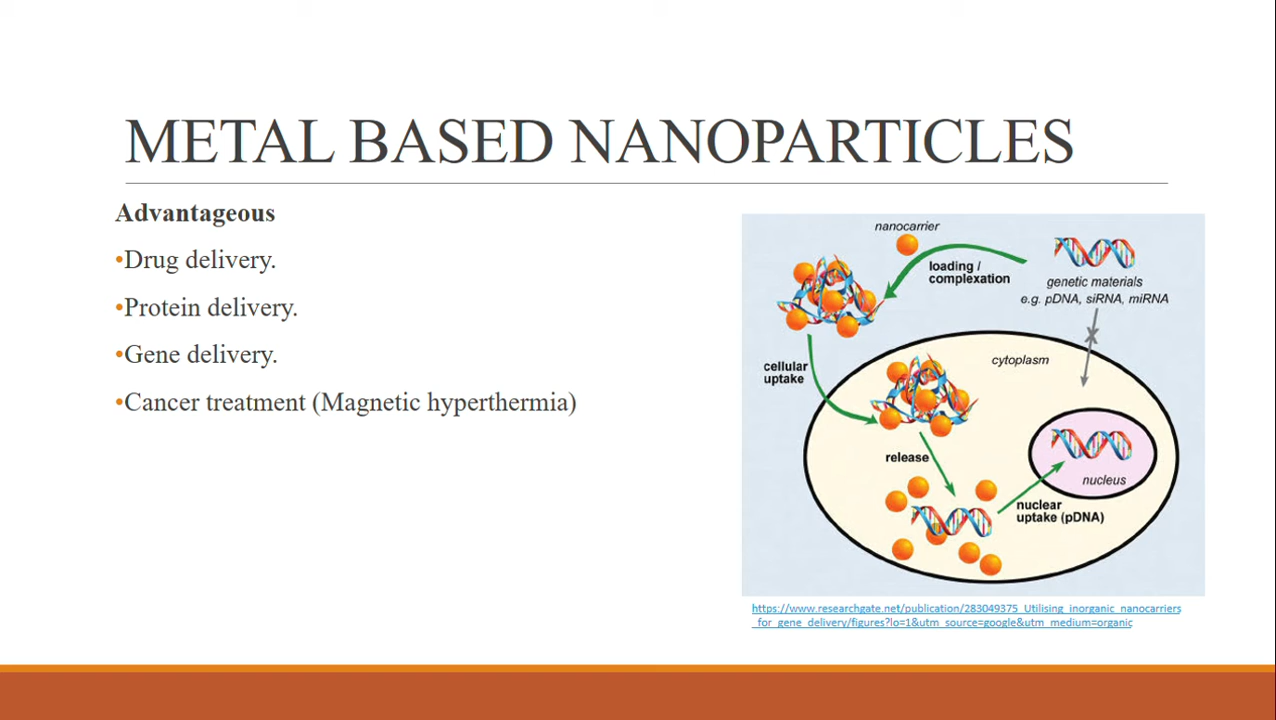 METAL BASED NANOPARTICLES
Advantageous
•Drug delivery.
•Protein delivery.
•Gene delivery.
•Cancer treatment (Magnetic hyperthermia)
nanocarrier
loading /
complexation
genetic materials
e.g. pDNA, siRNA, miRNA
cellular
uptake
cytoplasm
release
nucleus
nuclear
uptake (pDNA)
https://www.researchgate.net/publication/283049375_Utilising_inorganic_nanocarriers
_for_gene_delivery/figures?lo=1&utm_source=google&utm_medium=organic